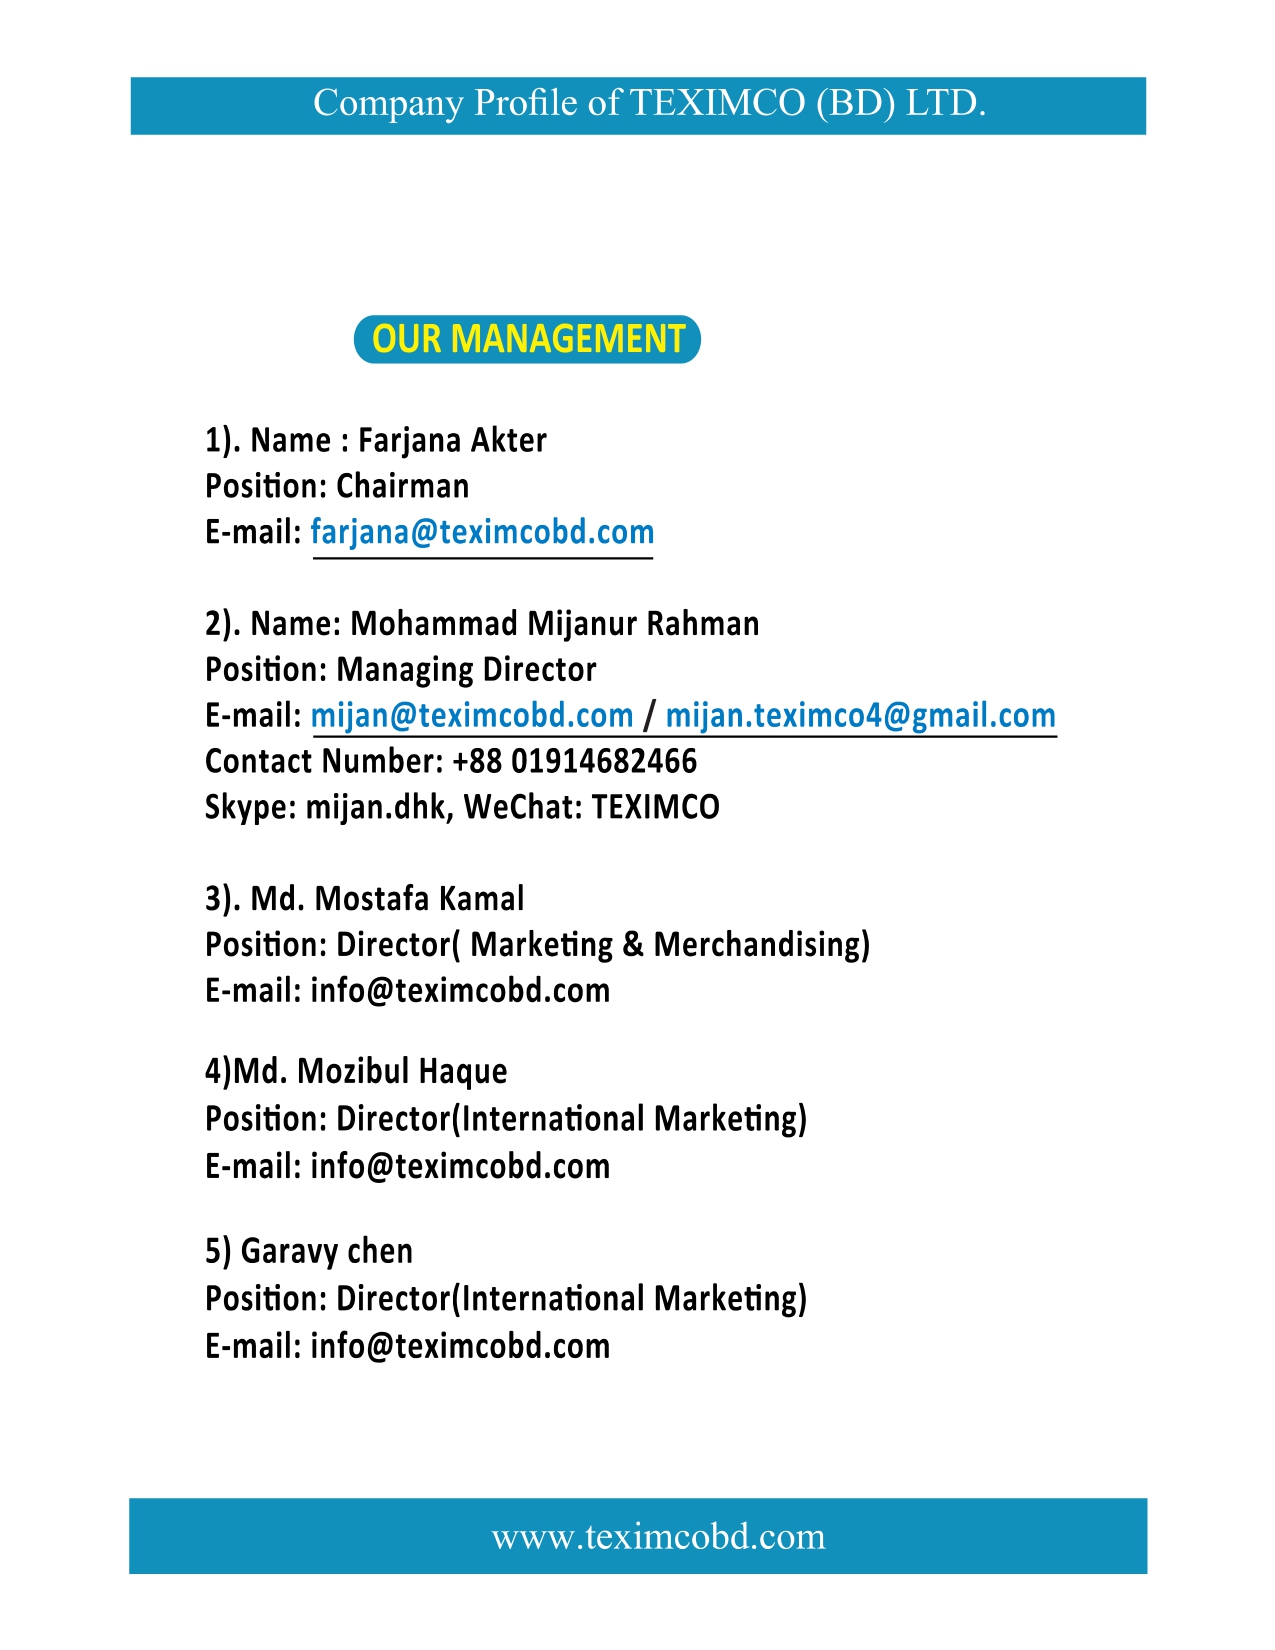 Company Profile of TEXIMCO (BD) LTD.
OUR MANAGEMENT
1). Name : Farjana Akter
Position: Chairman
E-mail: farjana@teximcobd.com
2). Name: Mohammad Mijanur Rahman
Position: Managing Director
E-mail: mijan@teximcobd.com / mijan.teximco4@gmail.com
Contact Number: +88 01914682466
Skype: mijan.dhk, WeChat: TEXIMCO
3). Md. Mostafa Kamal
Position: Director( Marketing & Merchandising)
E-mail: info@teximcobd.com
4)Md. Mozibul Haque
Position: Director(International Marketing)
E-mail: info@teximcobd.com
5) Garavy chen
Position: Director(International Marketing)
E-mail: info@teximcobd.com
www.teximcobd.com